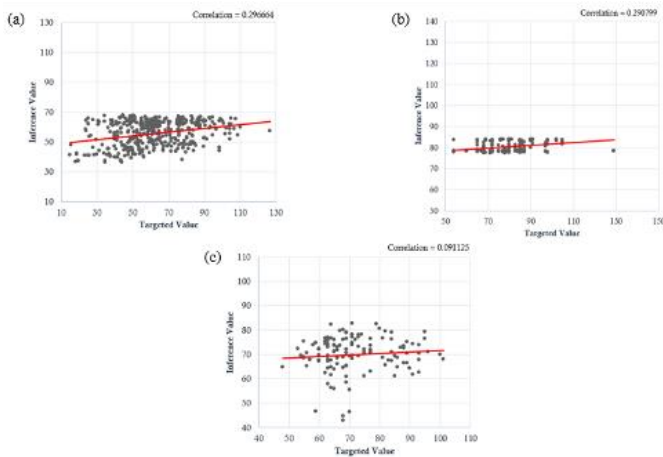 (a)
Correlation = 0.296664
130
110
90
70
50
30
10
Inference Value
10 30 50 70 90 110 130
Targeted Value
(b)
Correlation = 0.290799
140
130
120
110
100
90
80
70
60
50
Inference Value
50 70 90 110 130 150
Targeted Value
(c)
Correlation = 0.091125
110
100
90
80
70
60
50
40
Inference Value
40 50 60 70 80 90 100 110
Targeted Value